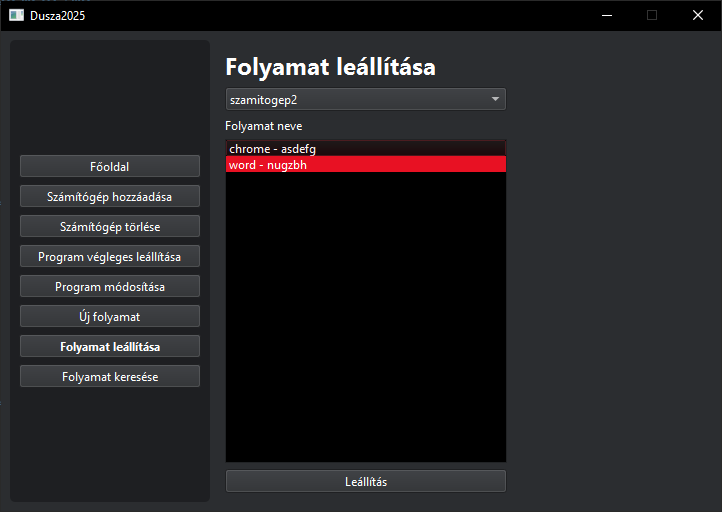 Dusza2025
Főoldal
Számítógép hozzáadása
Számítógép törlése
Program végleges leállítása
Program módosítása
Új folyamat
Folyamat leállítása
Folyamat keresése
Folyamat leállítása
szamitogep2
Folyamat neve
chrome - asdefg
word - nugzbh
Leállítás